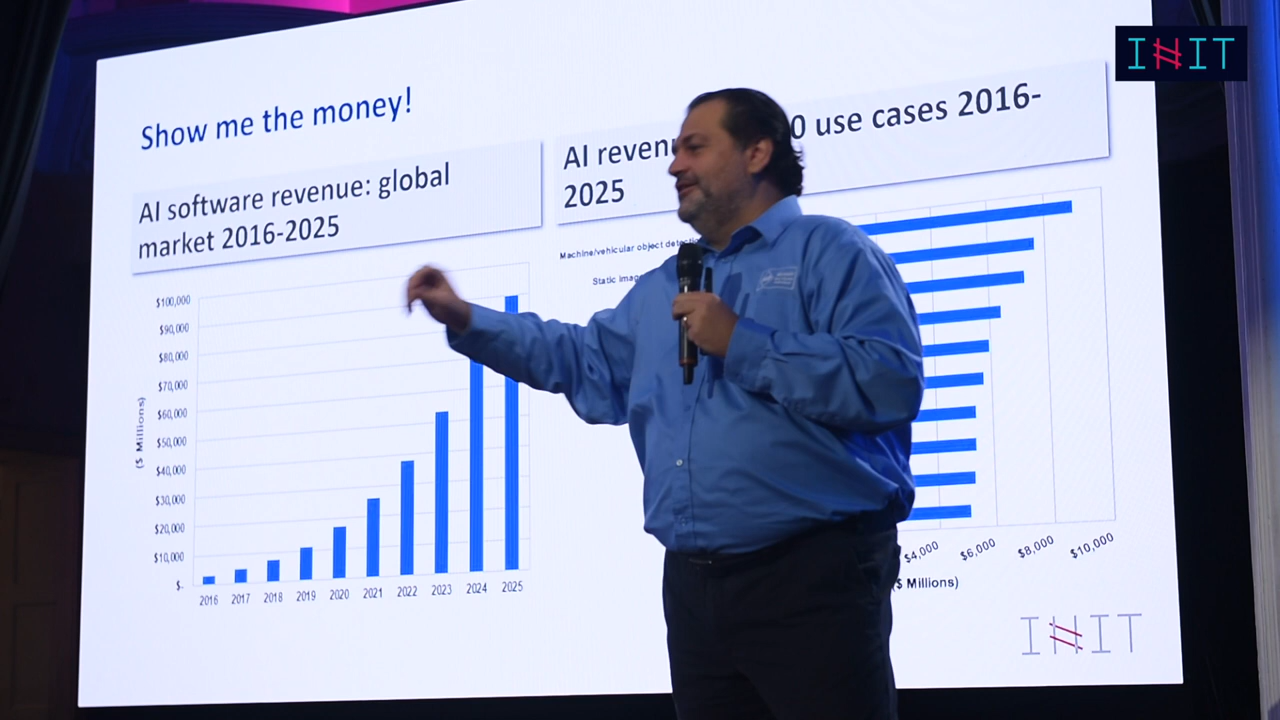 INIT
Show me the money!
AI software revenue: global
market 2016-2025
AI
0 use cases 2016-
2025
Machine/vehicular object
Static
$100,000
$90,000
$80,000
$70,000
$60,000
$50,000
$40,000
$30,000
$20,000
$10,000
$-
($ Millions)
2016 2017 2018 2019 2020 2021 2022 2023 2024 2025
$4,000 $6,000 $8,000 $10,000
($ Millions)
INIT